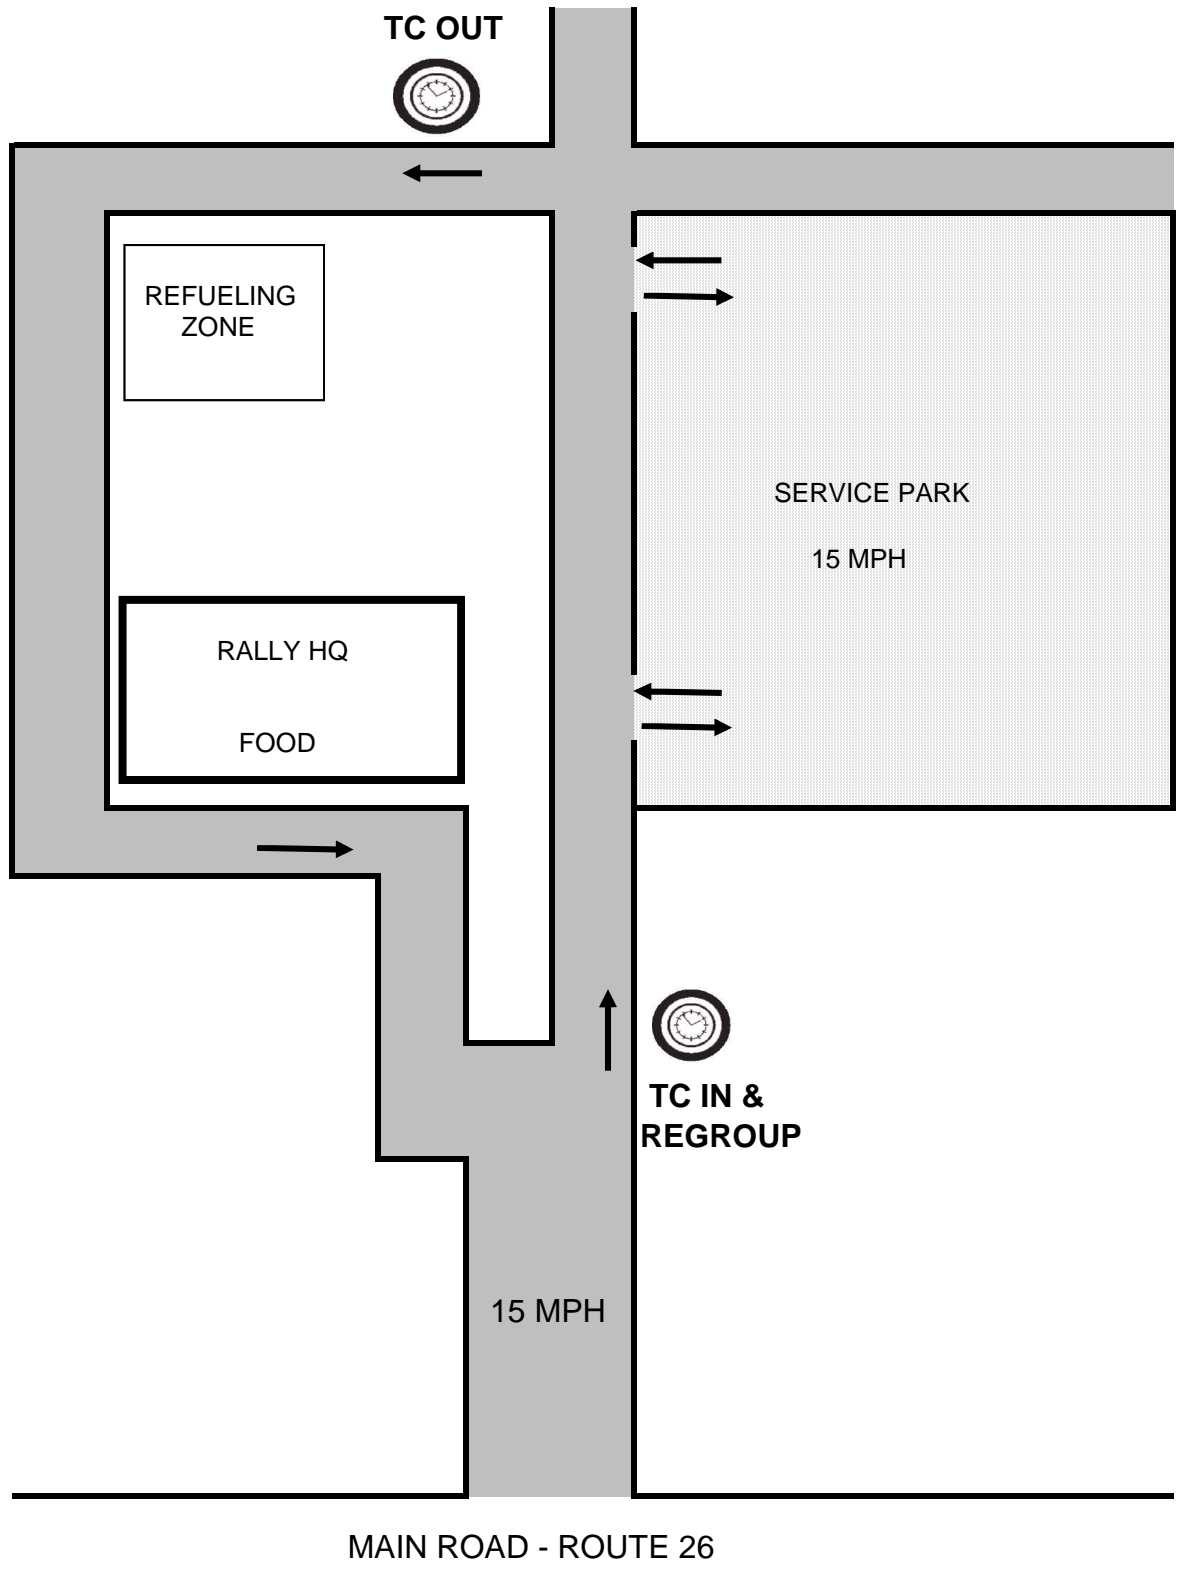 TC OUT
REFUELING
ZONE
SERVICE PARK
15 MPH
RALLY HQ
FOOD
TC IN &
REGROUP
15 MPH
MAIN ROAD - ROUTE 26